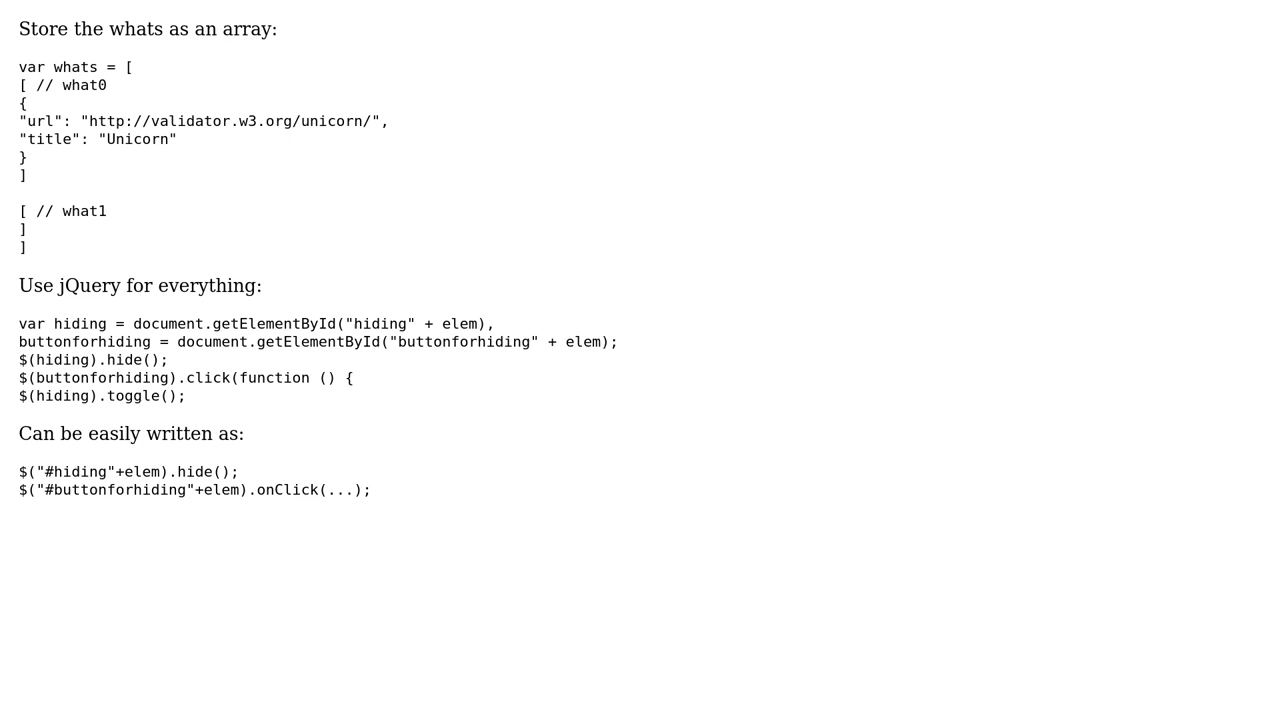 Store the whats as an array:
var whats = [
[ // what0
{
"url": "http://validator.w3.org/unicorn/",
"title": "Unicorn"
}
]
[ // what1
]
]
Use jQuery for everything:
var hiding = document.getElementById("hiding" + elem),
buttonforhiding = document.getElementById("buttonforhiding" + elem);
$(hiding).hide();
$(buttonforhiding).click(function () {
$(hiding).toggle();
Can be easily written as:
$("#hiding"+elem).hide();
$("#buttonforhiding"+elem).onClick(...);